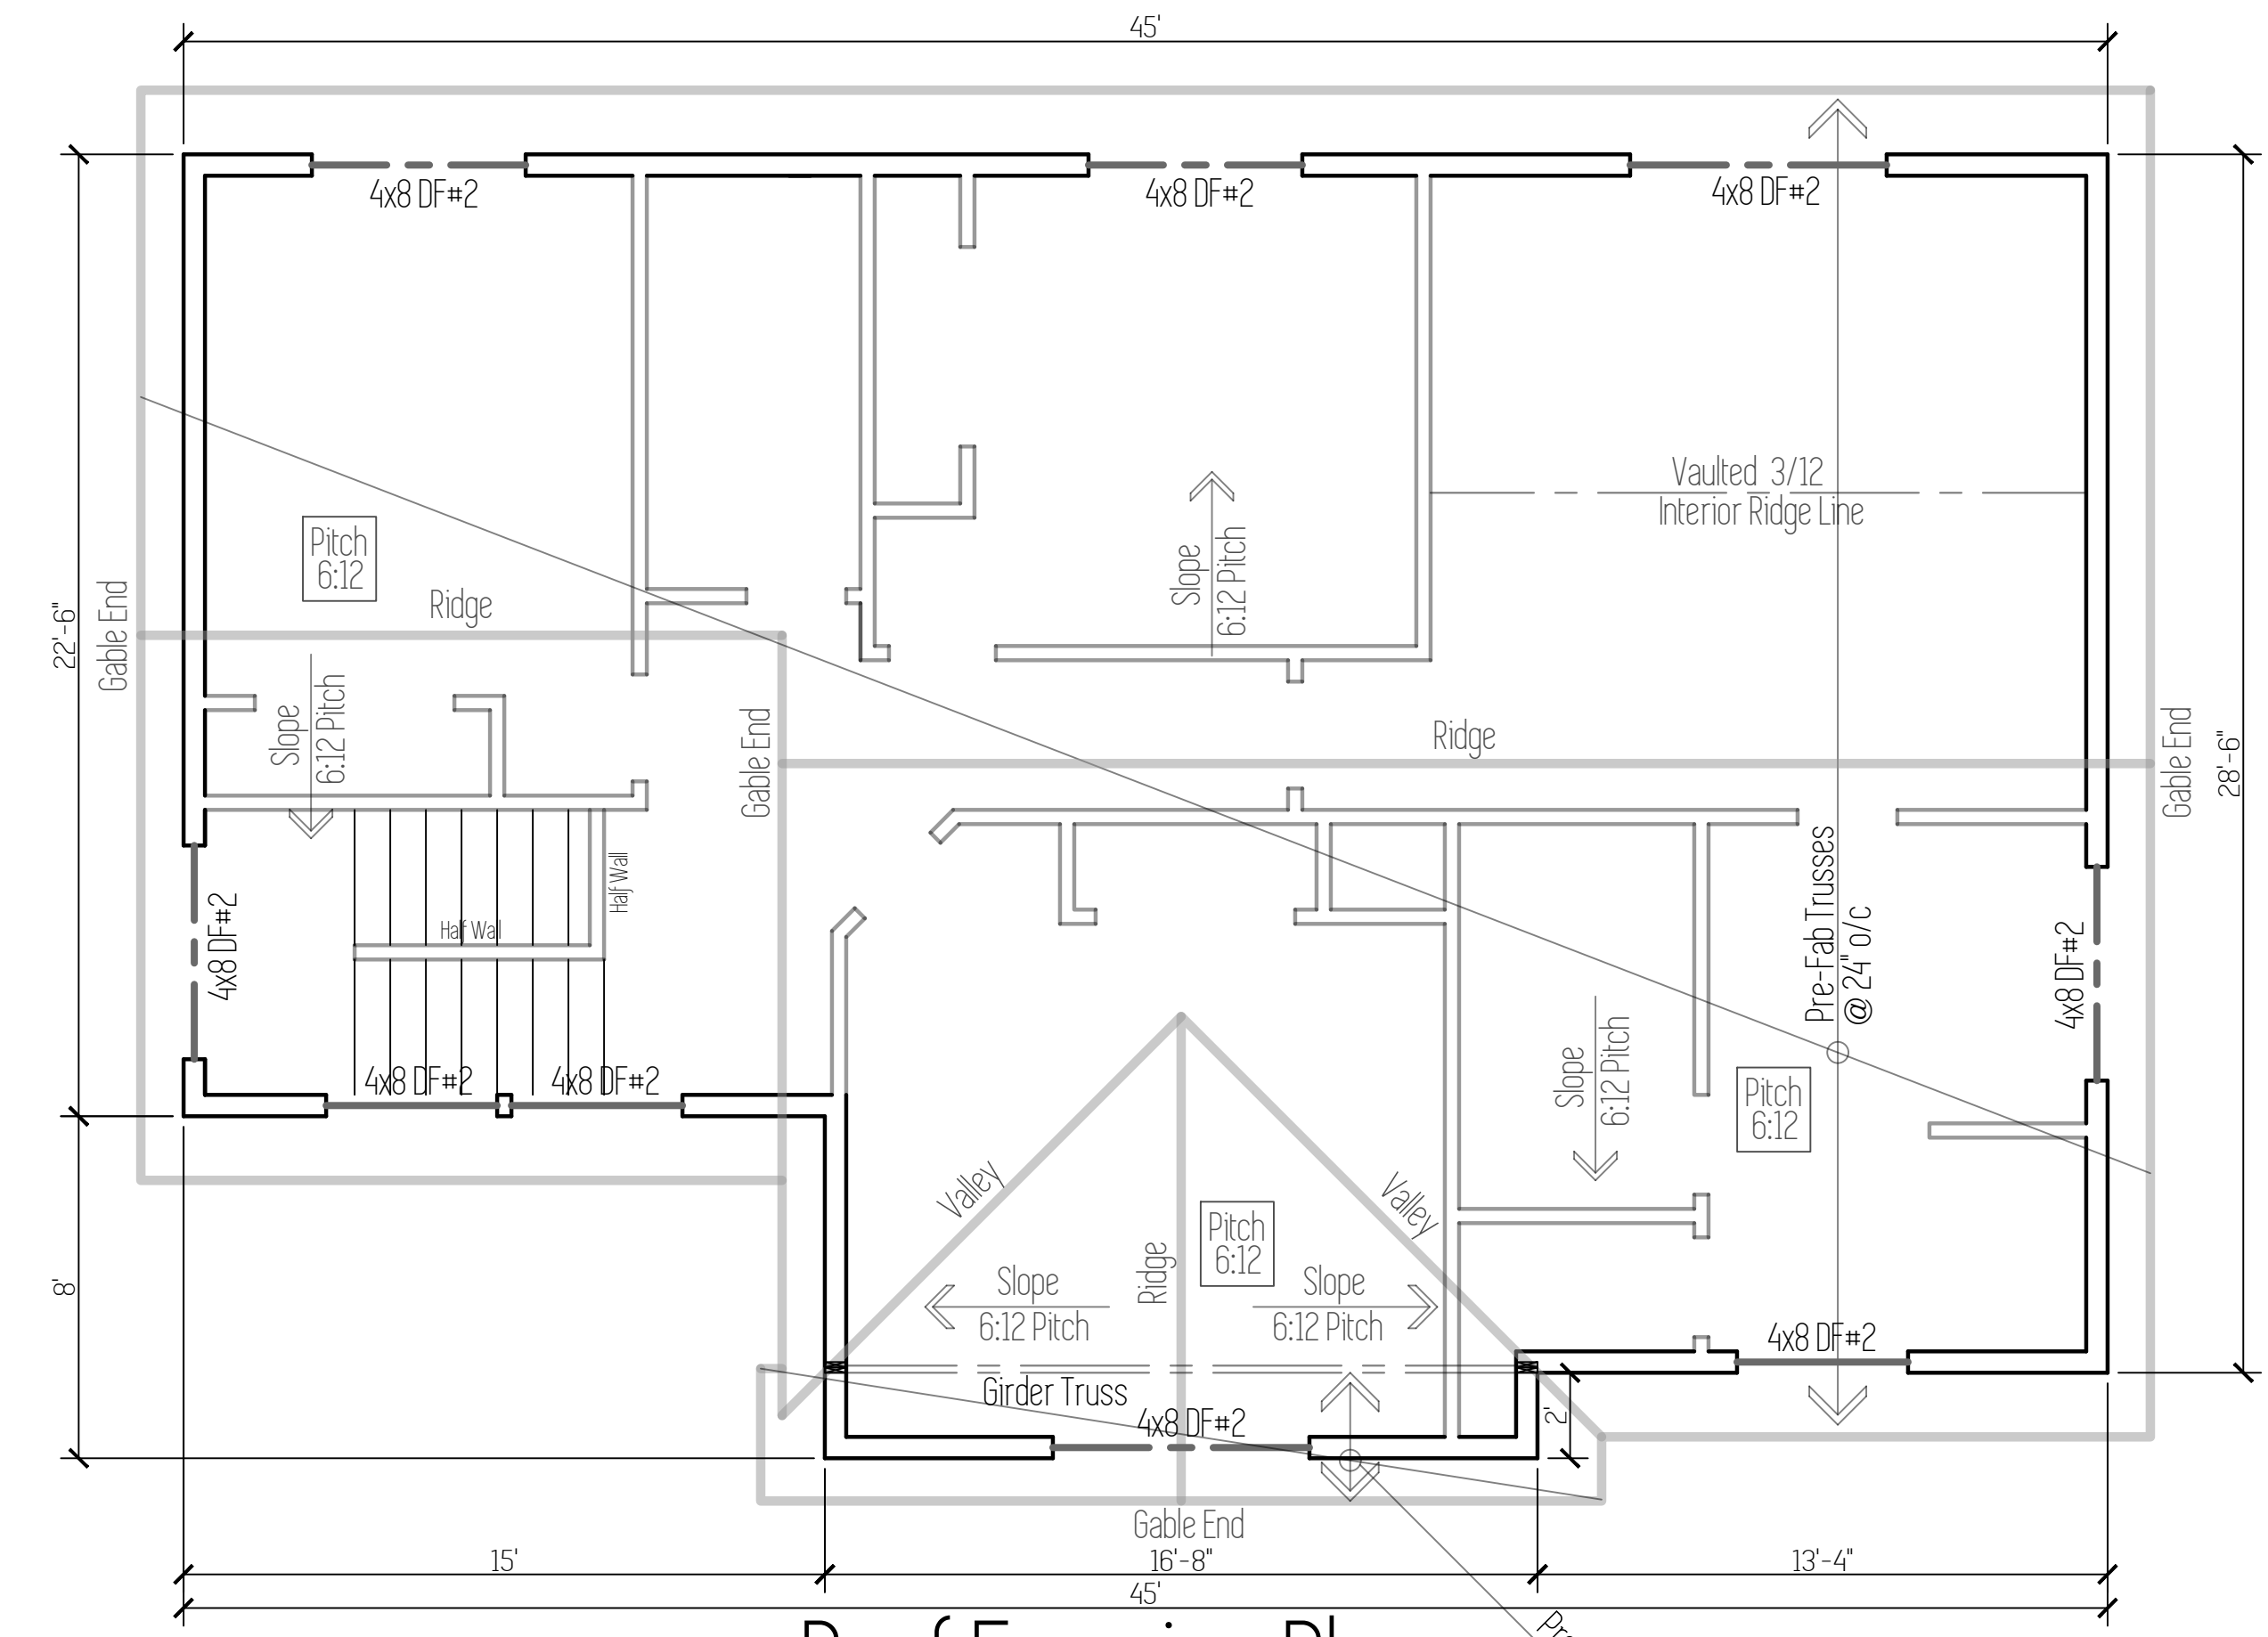 45'
4x8 DF#2
4x8 DF#2
4x8 DF#2
Vaulted 3/12
Interior Ridge Line
Pitch
6:12
Slope
6:12 Pitch
Ridge
22'-6"
Gable End
Slope
6:12 Pitch
Gable End
Ridge
Gable End
28'-6"
Half Wall
Half Wall
4x8 DF#2
Pre-Fab Trusses
@ 24" o/c
4x8 DF#2
4x8 DF#2
4x8 DF#2
Slope
6:12 Pitch
Pitch
6:12
Valley
Valley
Pitch
6:12
Ridge
Slope
6:12 Pitch
Slope
6:12 Pitch
8'
4x8 DF#2
Girder Truss
4x8 DF#2
2'
Gable End
15'
16'-8"
13'-4"
45'